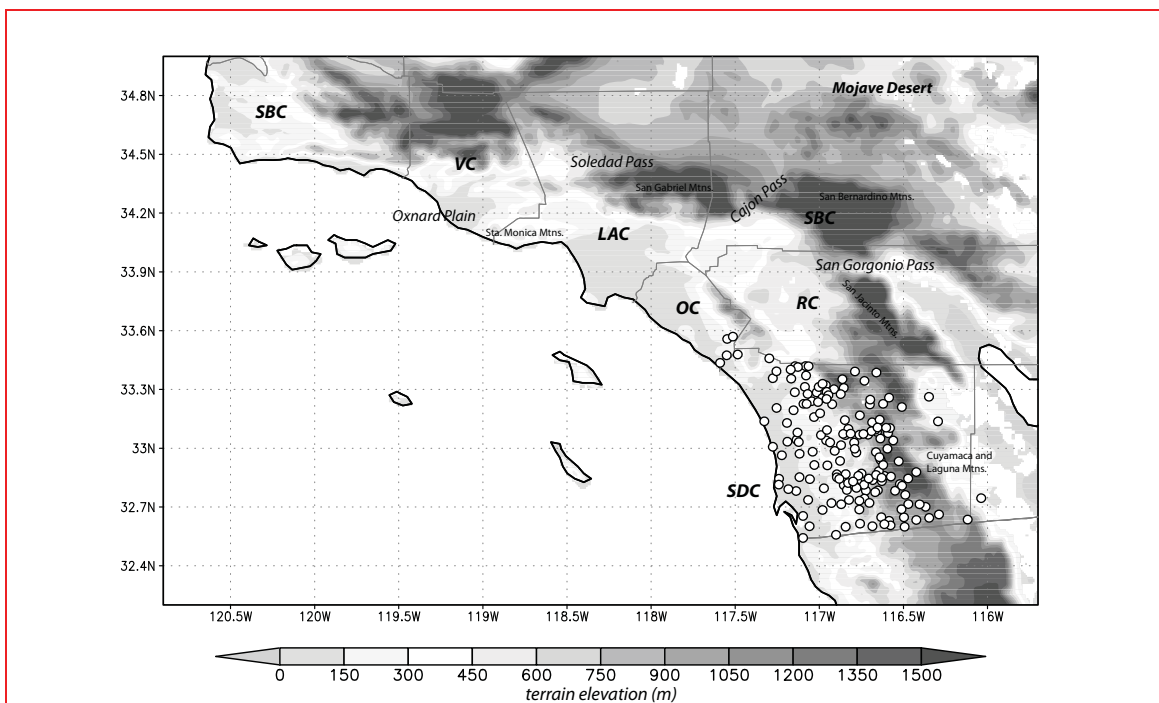 34.8N
Mojave Desert
SBC
34.5N
VC
Soledad Pass
San Gabriel Mtns.
Cajon Pass
San Bernardino Mtns.
34.2N
Oxnard Plain
SBC
Sta. Monica Mtns.
LAC
33.9N
San Gorgonio Pass
OC
RC
San Jacinto Mtns.
33.6N
33.3N
33N
Cuyamaca and
Laguna Mtns.
32.7N
SDC
32.4N
120.5W 120W 119.5W 119W 118.5W 118W 117.5W 117W 116.5W 116W
0 150 300 450 600 750 900 1050 1200 1350 1500
terrain elevation (m)